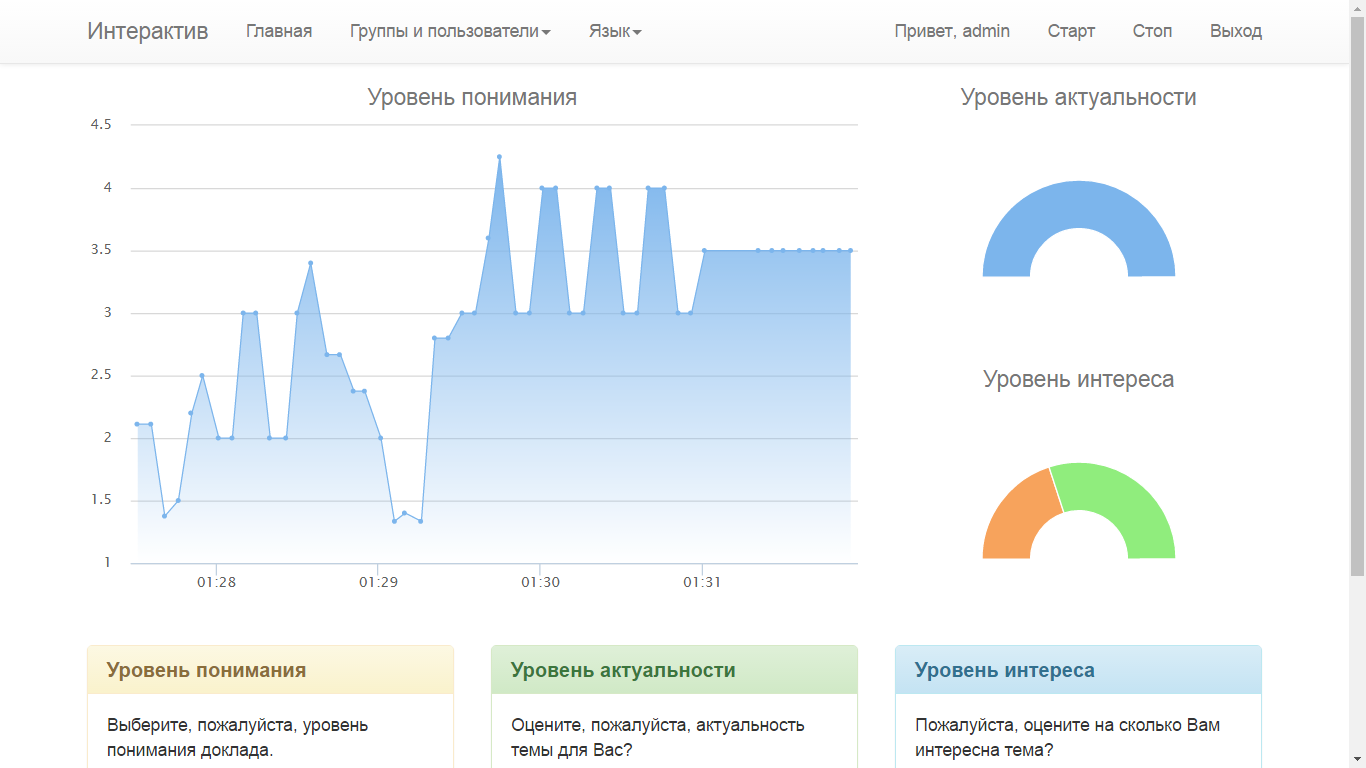 Интерактив Главная Группы и пользователи Язык Привет, admin Старт Стоп Выход
Уровень понимания
4.5
4
3.5
3
2.5
2
1.5
1
01:28 01:29 01:30 01:31
Уровень актуальности
Уровень интереса
Уровень понимания
Выберите, пожалуйста, уровень
понимания доклада.
Уровень актуальности
Оцените, пожалуйста, актуальность
темы для Вас?
Уровень интереса
Пожалуйста, оцените на сколько Вам
интересна тема?